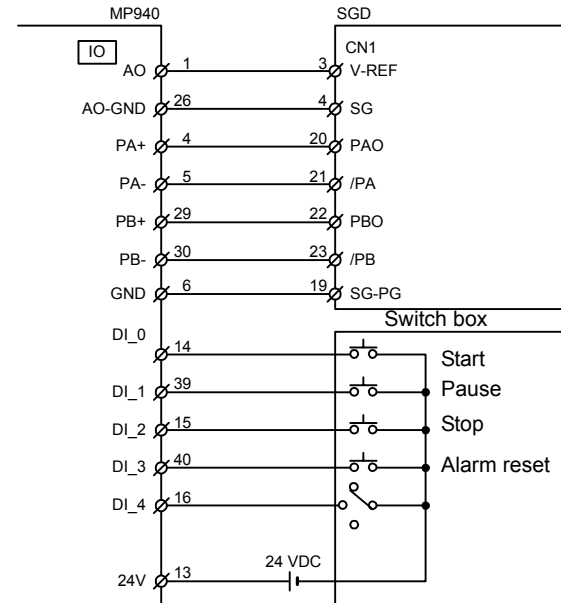 MP940 SGD
IO CN1
AO 1 3 V-REF
AO-GND 26 4 SG
PA+ 4 20 PAO
PA- 5 21 /PA
PB+ 29 22 PBO
PB- 30 23 /PB
GND 6 19 SG-PG
Switch box
DI_0 14 Start
DI_1 39 Pause
DI_2 15 Stop
DI_3 40 Alarm reset
DI_4 16
24V 13 24 VDC